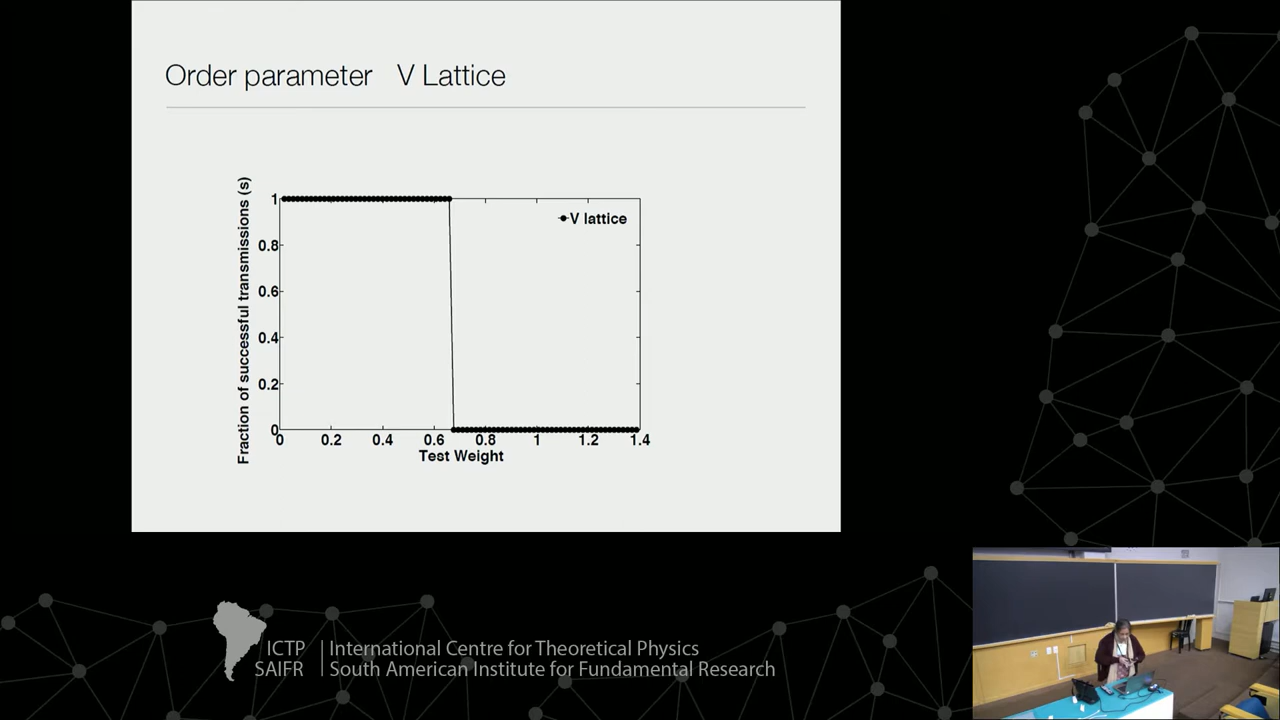 Order parameter V Lattice
Fraction of successful transmissions (s)
1
0.8
0.6
0.4
0.2
0
V lattice
0 0.2 0.4 0.6 0.8 1 1.2 1.4
Test Weight
ICTP International Centre for Theoretical Physics
SAIFR South American Institute for Fundamental Research